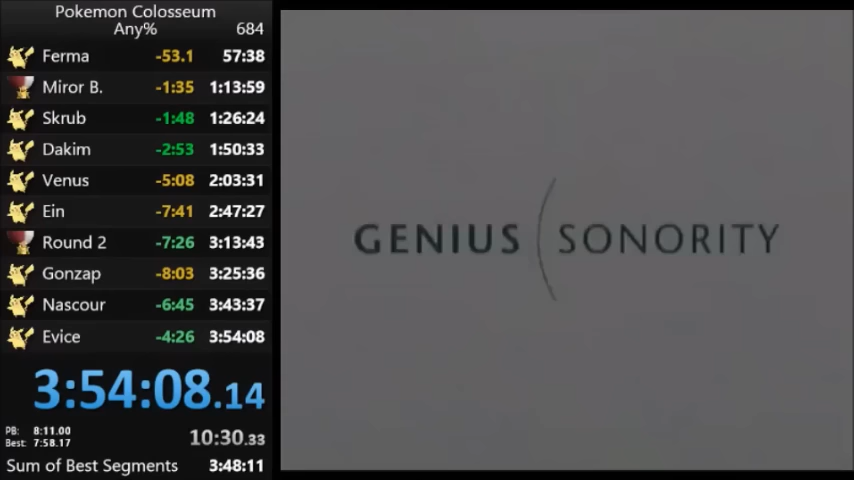 Pokemon Colosseum
Any% 684
Ferma -53.1 57:38
Miror B. -1:35 1:13:59
Skrub -1:48 1:26:24
Dakim -2:53 1:50:33
Venus -5:08 2:03:31
Ein -7:41 2:47:27
Round 2 -7:26 3:13:43
Gonzap -8:03 3:25:36
Nascour -6:45 3:43:37
Evice -4:26 3:54:08
3:54:08.14
PB: 8:11.00
Best: 7:58.17
10:30.33
Sum of Best Segments 3:48:11
GENIUS SONORITY